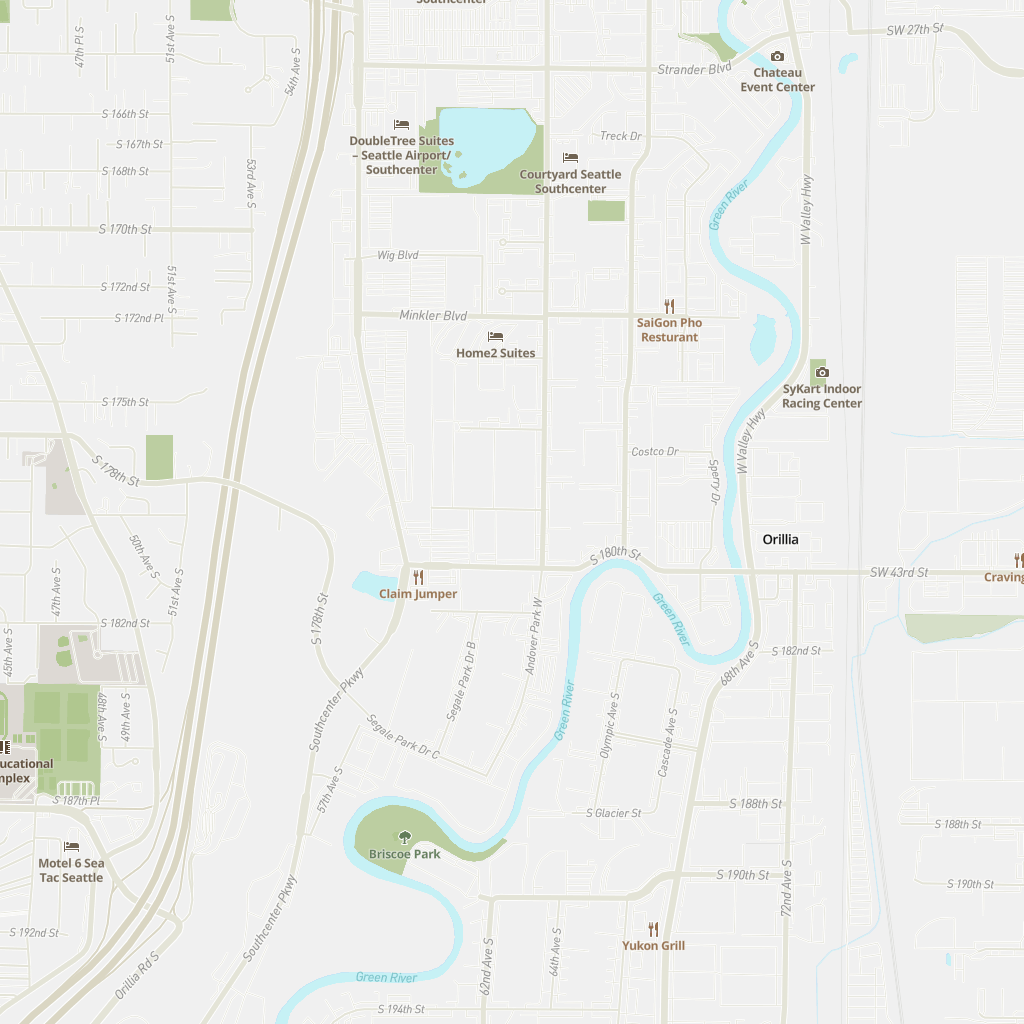 Southcenter
47th Pl S
51st Ave S
54th Ave S
SW 27th St
Strander Blvd
Chateau
Event Center
S 166th St
S 167th St
S 168th St
53rd Ave S
DoubleTree Suites
– Seattle Airport/
Southcenter
Treck Dr
Courtyard Seattle
Southcenter
Green River
W Valley Hwy
S 170th St
Wig Blvd
51st Ave S
S 172nd St
S 172nd Pl
Minkler Blvd
SaiGon Pho
Resturant
Home2 Suites
SyKart Indoor
Racing Center
S 175th St
W Valley Hwy
Costco Dr
Sperry Dr
S 178th St
50th Ave S
Orillia
S 180th St
SW 43rd St
Craving
Claim Jumper
47th Ave S
51st Ave S
S 178th St
Green River
Andover Park W
S 182nd St
45th Ave S
S 182nd St
68th Ave S
Segale Park Dr B
Southcenter Pkwy
Green River
Olympic Ave S
Cascade Ave S
48th Ave S
49th Ave S
Segale Park Dr C
ucational
mplex
57th Ave S
S 187th Pl
S 188th St
S Glacier St
S 188th St
Briscoe Park
Motel 6 Sea
Tac Seattle
S 190th St
S 190th St
72nd Ave S
Southcenter Pkwy
S 192nd St
Yukon Grill
62nd Ave S
64th Ave S
Orillia Rd S
Green River
S 194th St